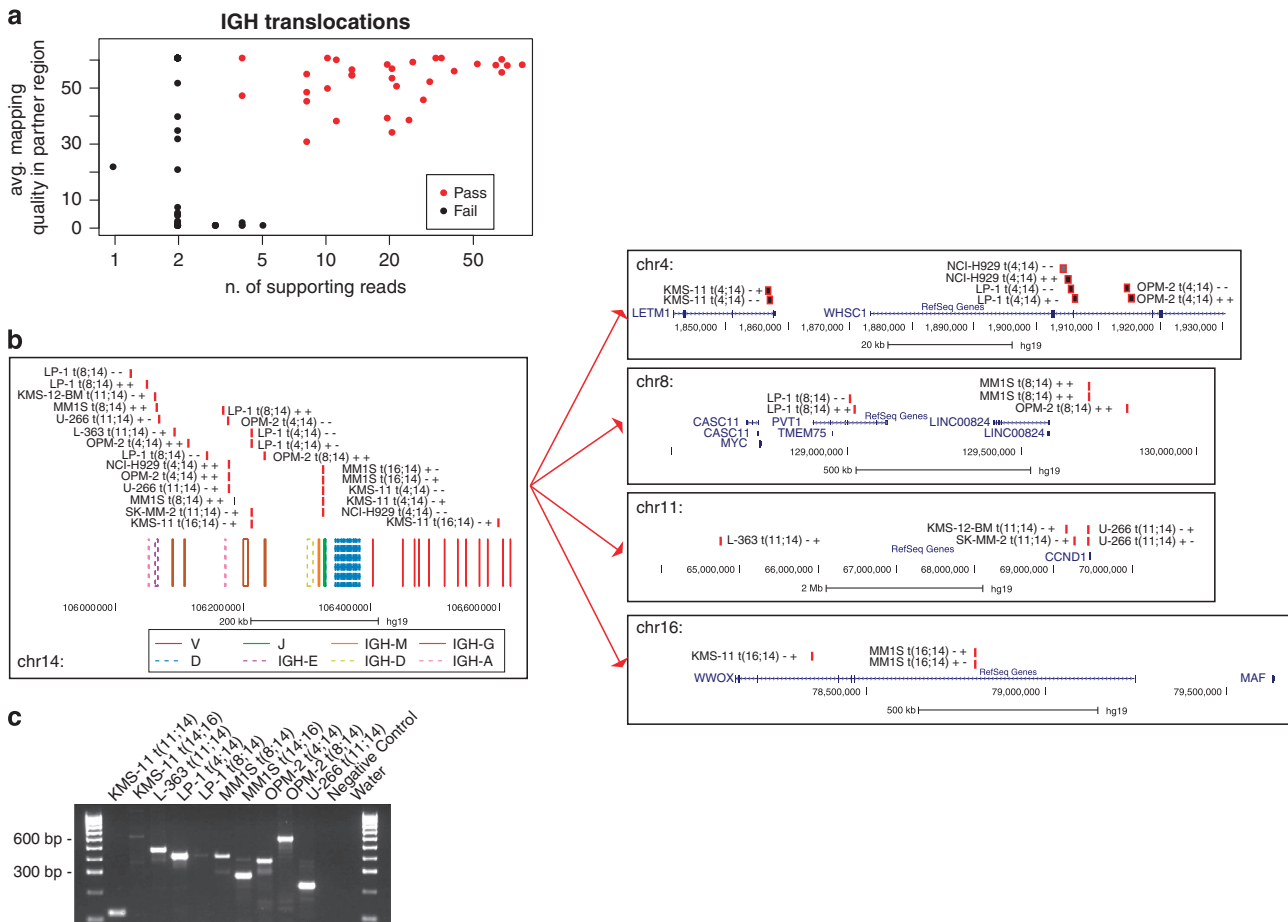 a
IGH translocations
avg. mapping
quality in partner region
50
30
10
0
Pass
Fail
1
2
5
10
20
50
n. of supporting reads
b
LP-1 t(8;14) - -
LP-1 t(8;14) + +
KMS-12-BM t(11;14) - +
MM1S t(8;14) + +
U-266 t(11;14) + -
L-363 t(11;14) - +
OPM-2 t(4;14) + +
LP-1 t(8;14) - -
NCI-H929 t(4;14) + +
OPM-2 t(4;14) + +
U-266 t(11;14) - -
MM1S t(8;14) + +
SK-MM-2 t(11;14) - +
KMS-11 t(16;14) - +
LP-1 t(8;14) + +
OPM-2 t(4;14) - -
LP-1 t(4;14) - -
LP-1 t(4;14) + -
OPM-2 t(8;14) + +
MM1S t(16;14) + -
MM1S t(16;14) - -
KMS-11 t(4;14) - -
KMS-11 t(4;14) + -
NCI-H929 t(4;14) - -
KMS-11 t(16;14) - +
106000000
106200000
106400000
106600000
200 kb
hg19
chr14:
V
J
IGH-M
IGH-G
D
IGH-E
IGH-D
IGH-A
chr4:
KMS-11 t(4;14) - +
KMS-11 t(4;14) - -
NCI-H929 t(4;14) - -
NCI-H929 t(4;14) + +
LP-1 t(4;14) - -
LP-1 t(4;14) + -
OPM-2 t(4;14) - -
OPM-2 t(4;14) + +
LETM1
WHSC1
RefSeq Genes
1,850,000
1,860,000
1,870,000
1,880,000
1,890,000
1,900,000
1,910,000
1,920,000
1,930,000
20 kb
hg19
chr8:
LP-1 t(8;14) - -
LP-1 t(8;14) + +
MM1S t(8;14) + +
MM1S t(8;14) + +
OPM-2 t(8;14) + +
RefSeq Genes
CASC11
PVT1
LINC00824
CASC11
TMEM75
LINC00824
MYC
129,000,000
129,500,000
130,000,000
500 kb
hg19
chr11:
L-363 t(11;14) - +
KMS-12-BM t(11;14) - +
SK-MM-2 t(11;14) - +
U-266 t(11;14) - +
U-266 t(11;14) + -
RefSeq Genes
CCND1
65,000,000
66,000,000
67,000,000
68,000,000
69,000,000
70,000,000
2 Mb
hg19
chr16:
KMS-11 t(16;14) - +
MM1S t(16;14) - +
MM1S t(16;14) + -
RefSeq Genes
WWOX
MAF
78,500,000
79,000,000
79,500,000
500 kb
hg19
c
KMS-11 t(11;14)
KMS-11 t(14;16)
L-363 t(11;14)
LP-1 t(4;14)
LP-1 t(8;14)
MM1S t(8;14)
MM1S t(14;16)
OPM-2 t(4;14)
OPM-2 t(8;14)
U-266 t(11;14)
Negative Control
Water
600 bp -
300 bp -